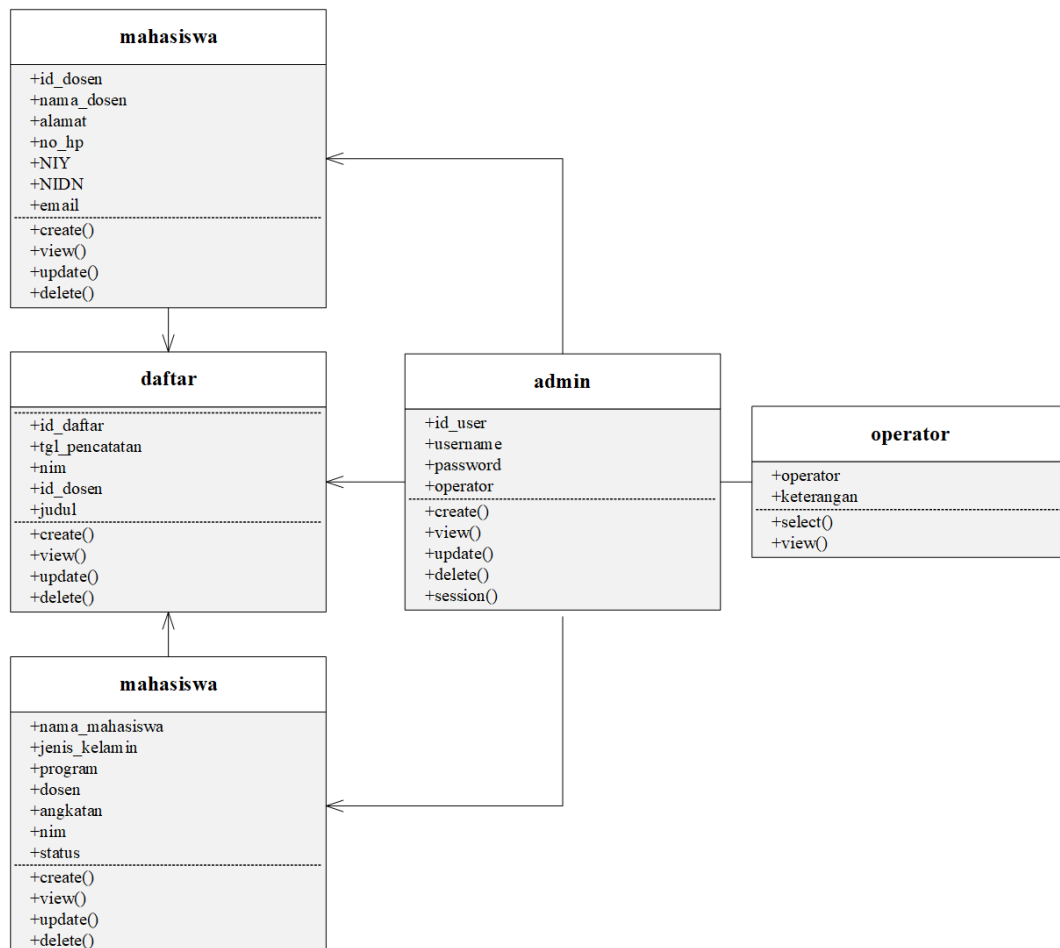 mahasiswa
+id_dosen
+nama_dosen
+alamat
+no_hp
+NIY
+NIDN
+email
+create()
+view()
+update()
+delete()
daftar
+id_daftar
+tgl_pencatatan
+nim
+id_dosen
+judul
+create()
+view()
+update()
+delete()
mahasiswa
+nama_mahasiswa
+jenis_kelamin
+program
+dosen
+angkatan
+nim
+status
+create()
+view()
+update()
+delete()
admin
+id_user
+username
+password
+operator
+create()
+view()
+update()
+delete()
+session()
operator
+operator
+keterangan
+select()
+view()